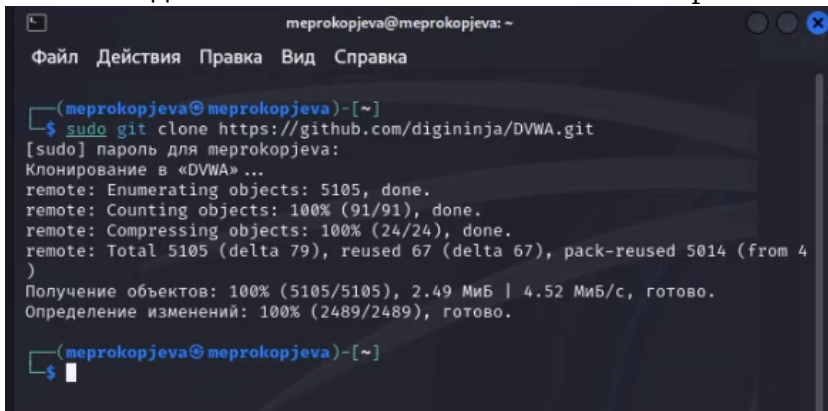 meprokopjeva@meprokopjeva: ~
Файл Действия Правка Вид Справка
(meprokopjeva㉿meprokopjeva)-[~]
$ sudo git clone https://github.com/digininja/DVWA.git
[sudo] пароль для meprokopjeva:
Клонирование в «DVWA»...
remote: Enumerating objects: 5105, done.
remote: Counting objects: 100% (91/91), done.
remote: Compressing objects: 100% (24/24), done.
remote: Total 5105 (delta 79), reused 67 (delta 67), pack-reused 5014 (from 4
)
Получение объектов: 100% (5105/5105), 2.49 МиБ | 4.52 МиБ/с, готово.
Определение изменений: 100% (2489/2489), готово.
(meprokopjeva㉿meprokopjeva)-[~]
$